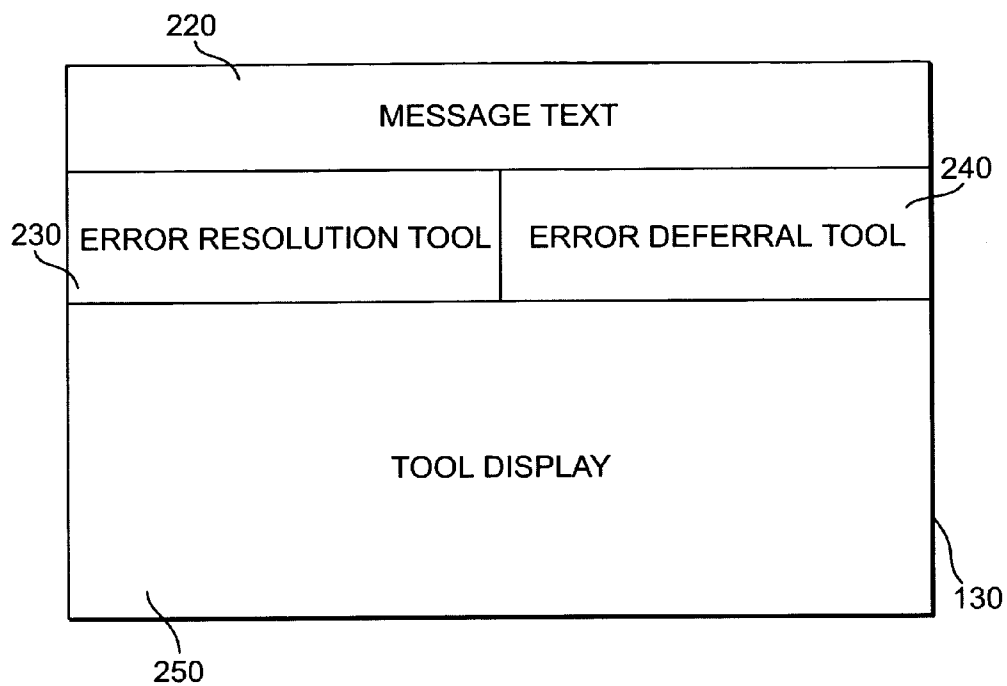 220
MESSAGE TEXT
240
230
ERROR RESOLUTION TOOL
ERROR DEFERRAL TOOL
TOOL DISPLAY
130
250